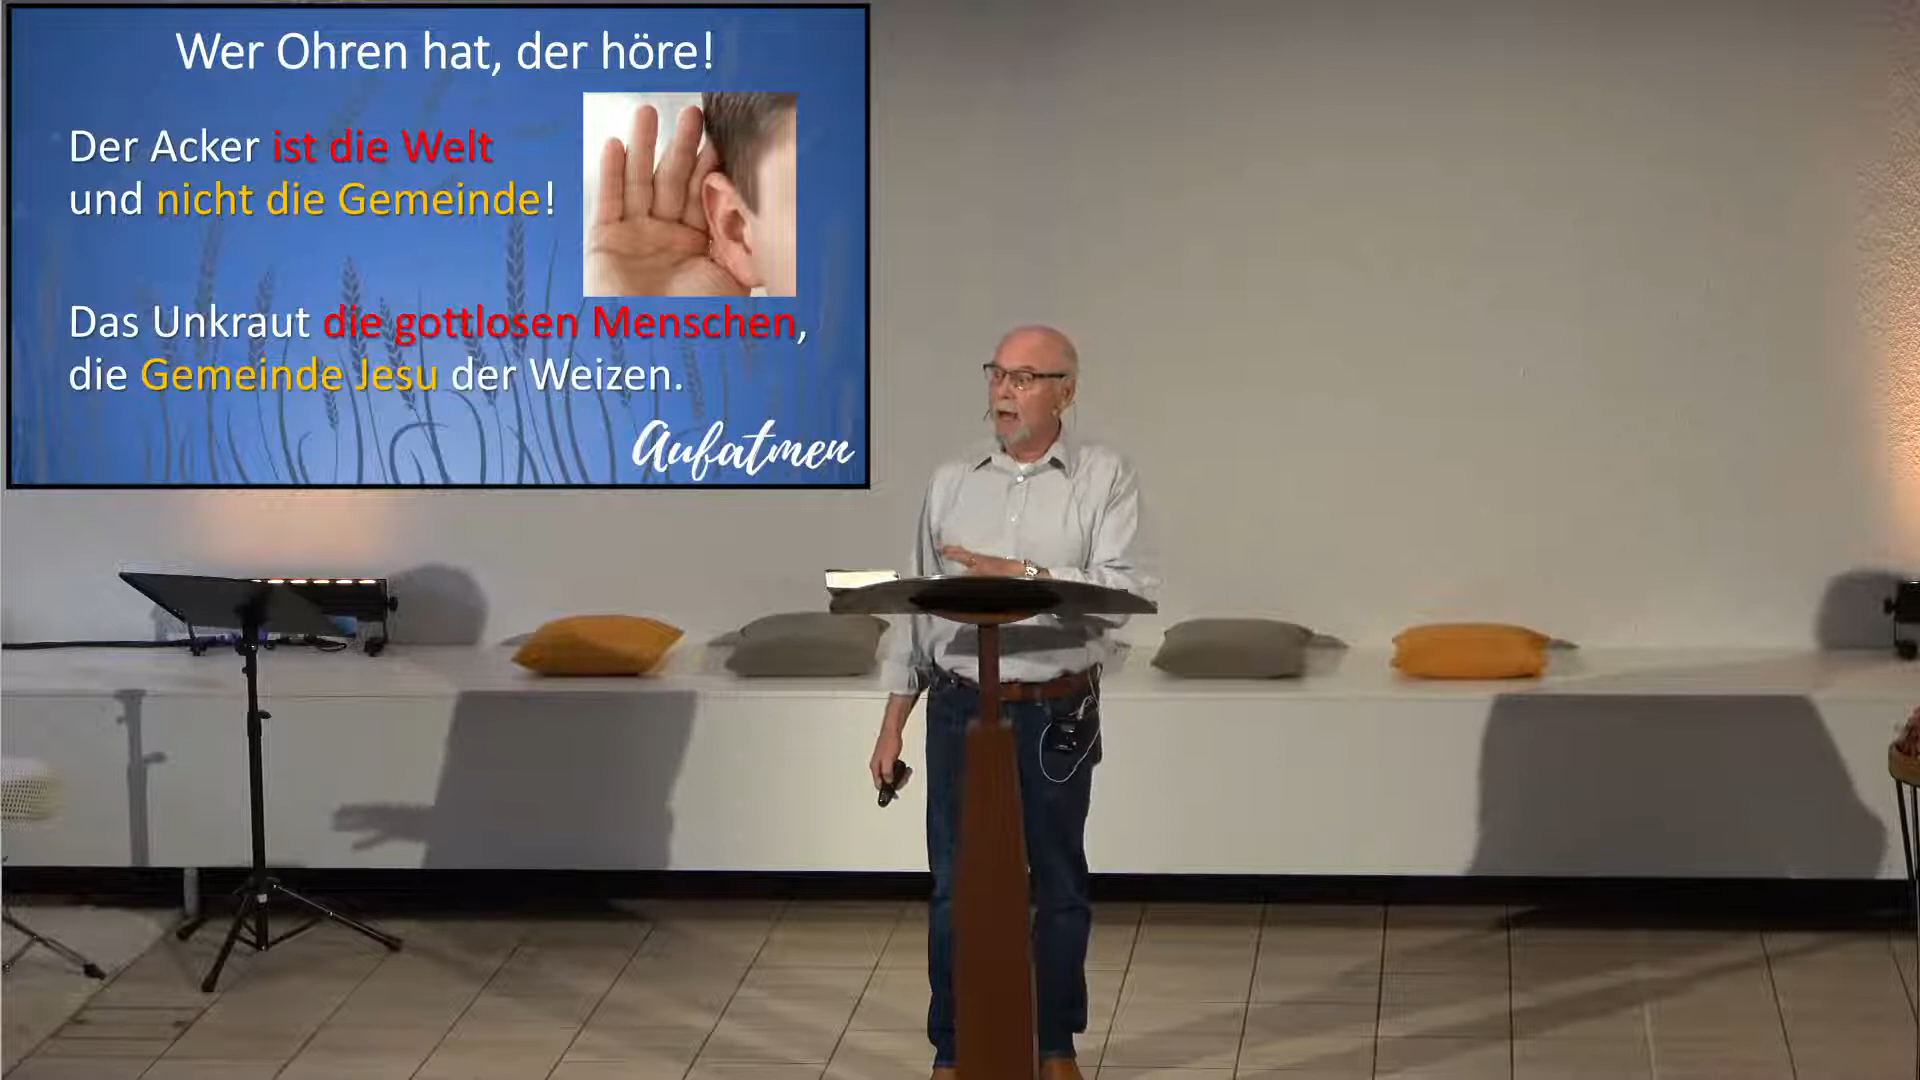 Wer Ohren hat, der höre!
Der Acker ist die Welt
und nicht die Gemeinde!
Das Unkraut die gottlosen Menschen,
die Gemeinde Jesu der Weizen.
Aufatmen